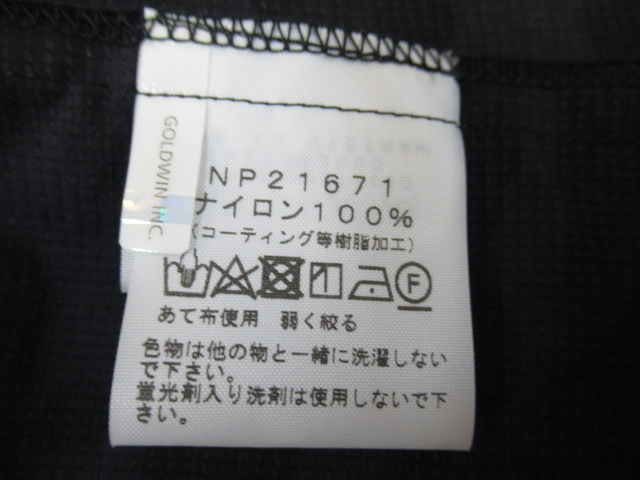 GOLDWIN INC.
NP21671
ナイロン100%
(コーティング等樹脂加工)
F
あて布使用 弱く絞る
色物は他の物と一緒に洗濯しない
で下さい。
蛍光剤入り洗剤は使用しないで下
さい。